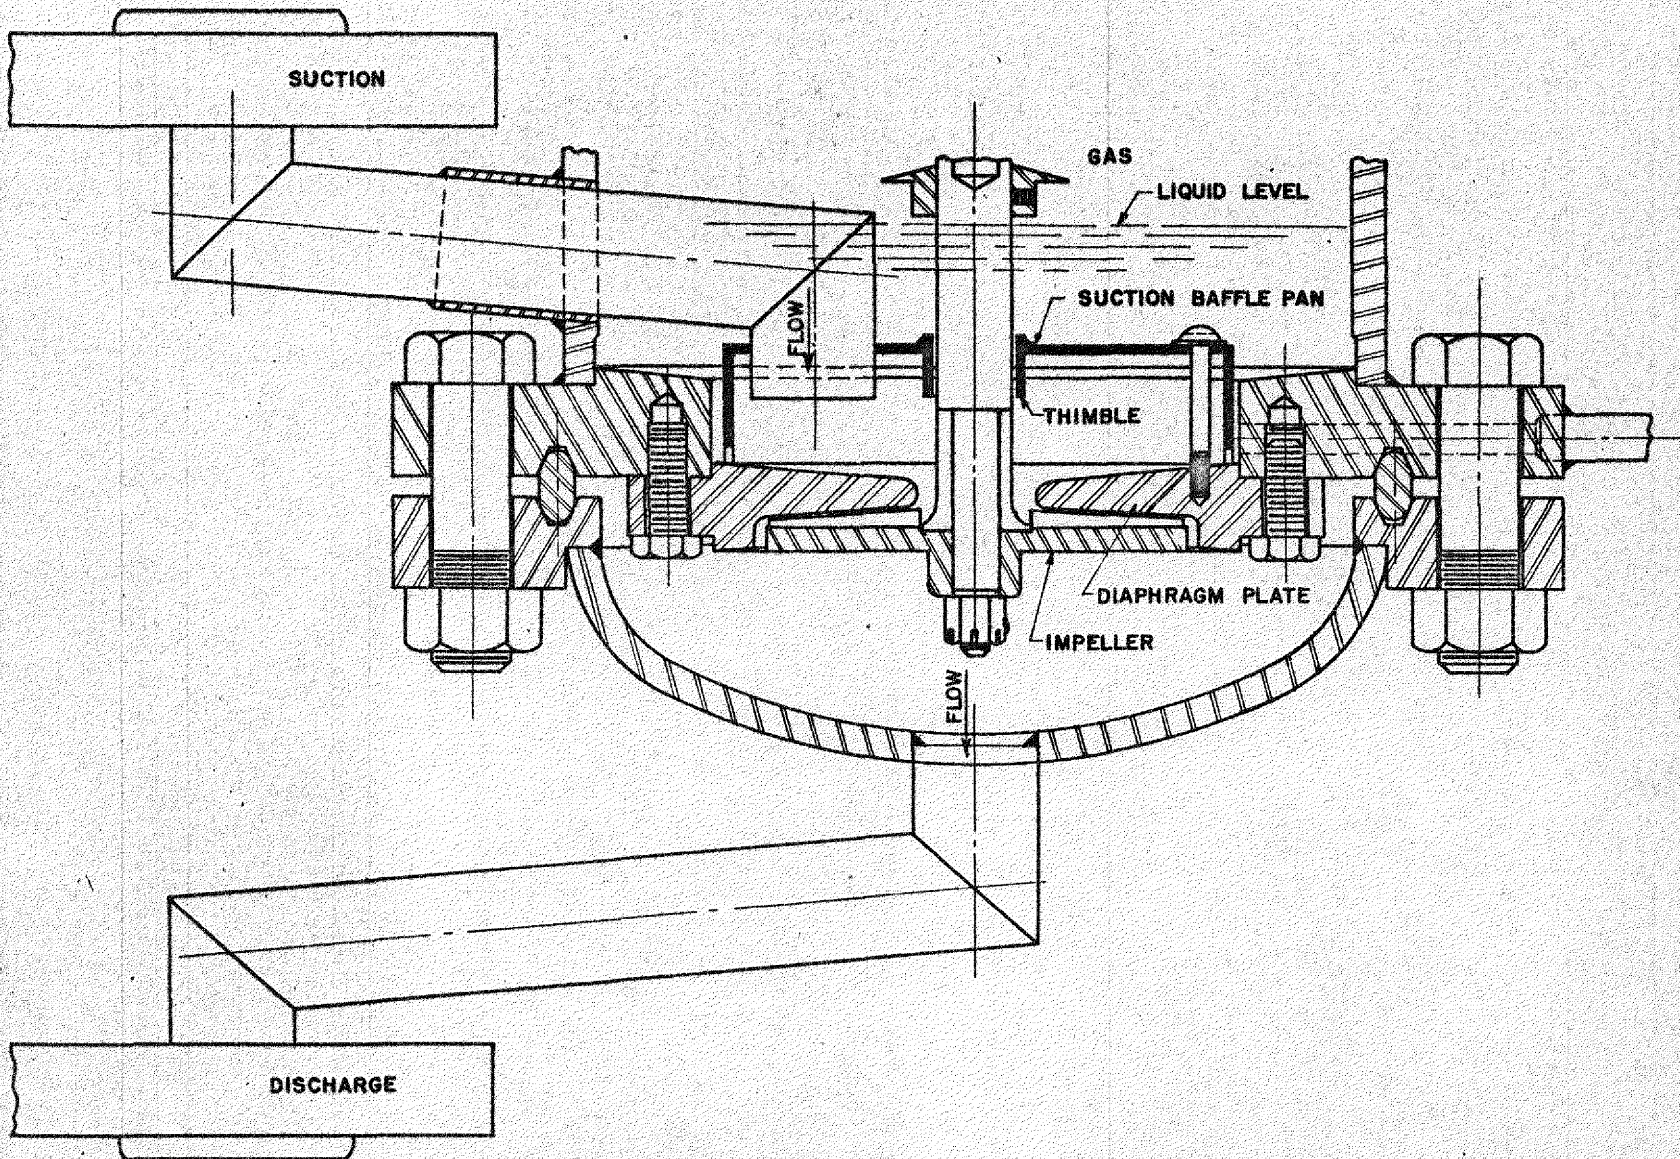 SUCTION
GAS
LIQUID LEVEL
SUCTION BAFFLE PAN
FLOW
THIMBLE
DIAPHRAGM PLATE
IMPELLER
FLOW
DISCHARGE